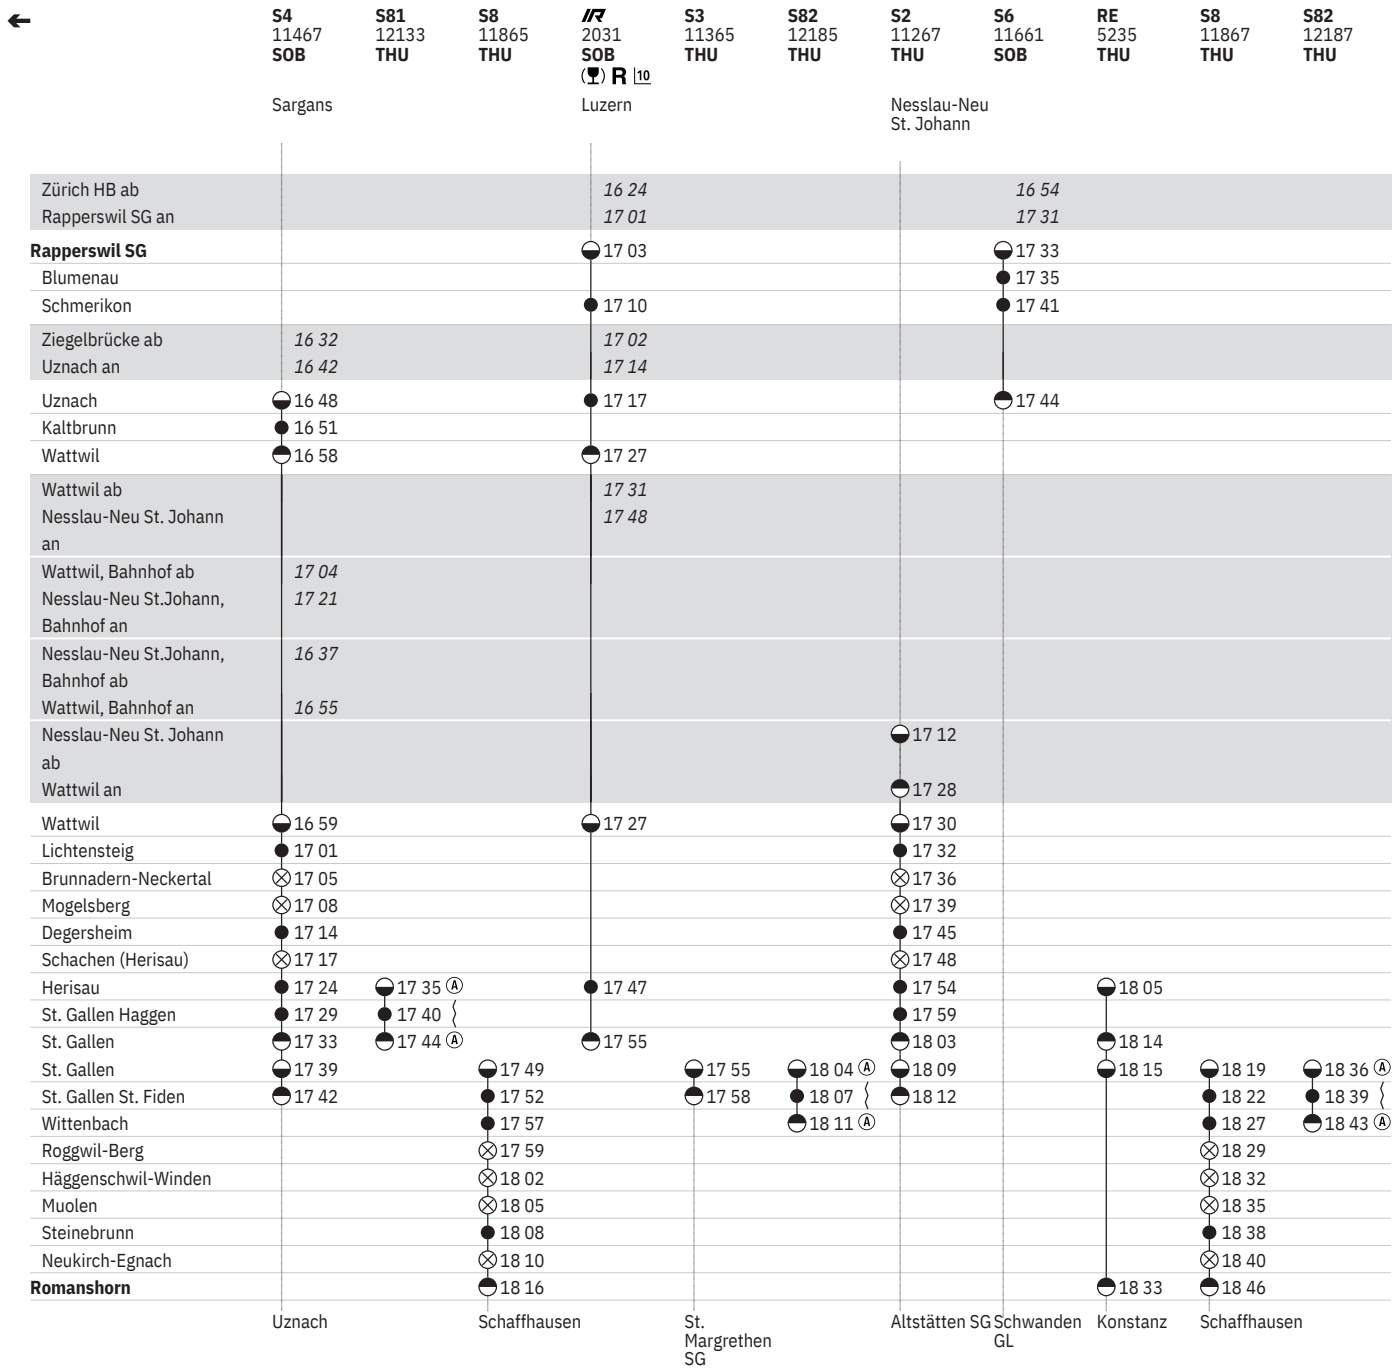 S4 S81 S8 IR S3 S82 S2 S6 RE S8 S82
11467 12133 11865 2031 11365 12185 11267 11661 5235 11867 12187
SOB THU THU SOB THU THU THU SOB THU THU THU
R 10
Sargans Luzern Nesslau-Neu
St. Johann
Zürich HB ab 16 24 16 54
Rapperswil SG an 17 01 17 31
Rapperswil SG 17 03 17 33
Blumenau 17 35
Schmerikon 17 10 17 41
Ziegelbrücke ab 16 32 17 02
Uznach an 16 42 17 14
Uznach 16 48 17 17 17 44
Kaltbrunn 16 51
Wattwil 16 58 17 27
Wattwil ab 17 31
Nesslau-Neu St. Johann 17 48
an
Wattwil, Bahnhof ab 17 04
Nesslau-Neu St.Johann, 17 21
Bahnhof an
Nesslau-Neu St.Johann, 16 37
Bahnhof ab
Wattwil, Bahnhof an 16 55
Nesslau-Neu St. Johann 17 12
ab
Wattwil an 17 28
Wattwil 16 59 17 27 17 30
Lichtensteig 17 01 17 32
Brunnadern-Neckertal 17 05 17 36
Mogelsberg 17 08 17 39
Degersheim 17 14 17 45
Schachen (Herisau) 17 17 17 48
Herisau 17 24 17 35 A 17 47 17 54 18 05
St. Gallen Haggen 17 29 17 40 17 59
St. Gallen 17 33 17 44 A 17 55 18 03 18 14
St. Gallen 17 39 17 49 17 55 18 04 A 18 09 18 15 18 19 18 36 A
St. Gallen St. Fiden 17 42 17 52 17 58 18 07 18 12 18 22 18 39
Wittenbach 17 57 18 11 A 18 27 18 43 A
Roggwil-Berg 17 59 18 29
Häggenschwil-Winden 18 02 18 32
Muolen 18 05 18 35
Steinebrunn 18 08 18 38
Neukirch-Egnach 18 10 18 40
Romanshorn 18 16 18 33 18 46
Uznach Schaffhausen St. Altstätten SG Schwanden Konstanz Schaffhausen
Margrethen GL
SG